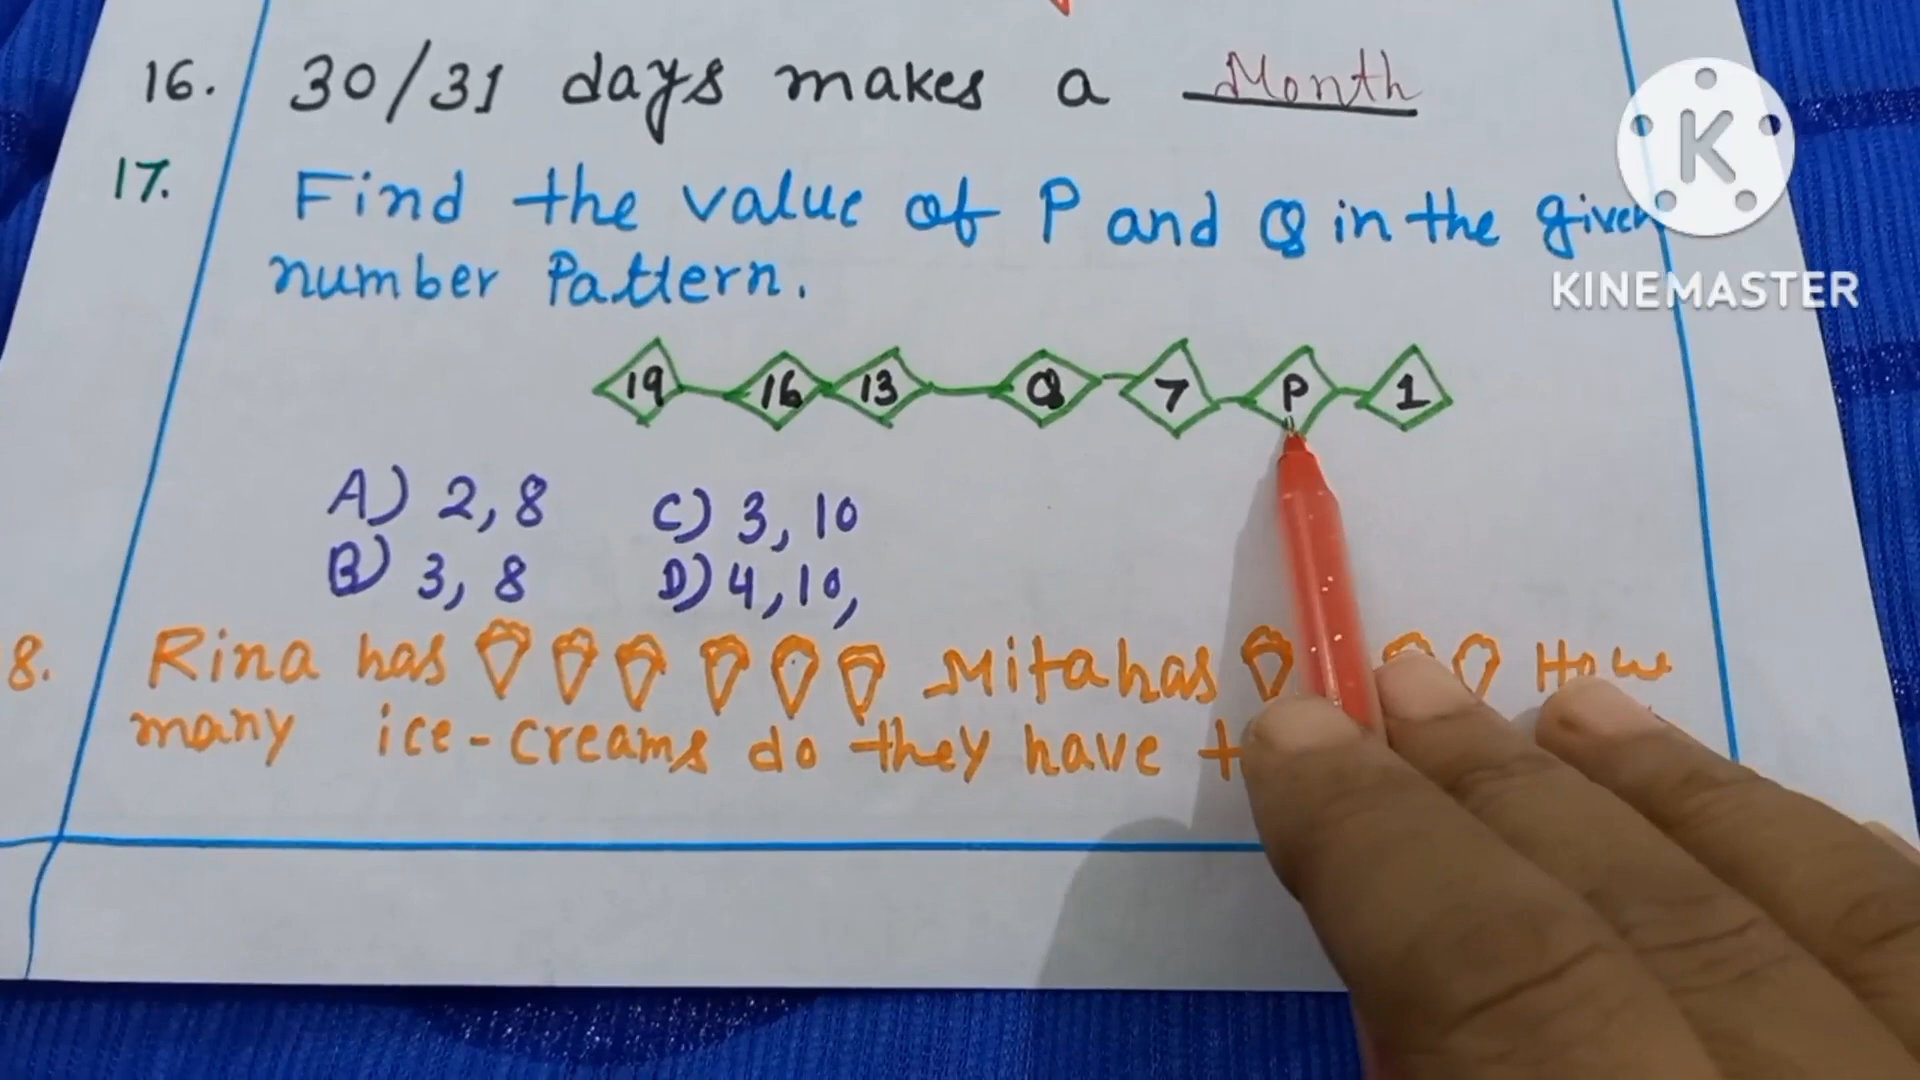 16. 30/31 days makes a Month
17. Find the value of P and Q in the given
number Pattern.
19 16 13 Q 7 P 1
A) 2, 8 C) 3, 10
B) 3, 8 D) 4, 10,
8. Rina has Mita has How
many ice-creams do they have
K
KINEMASTER